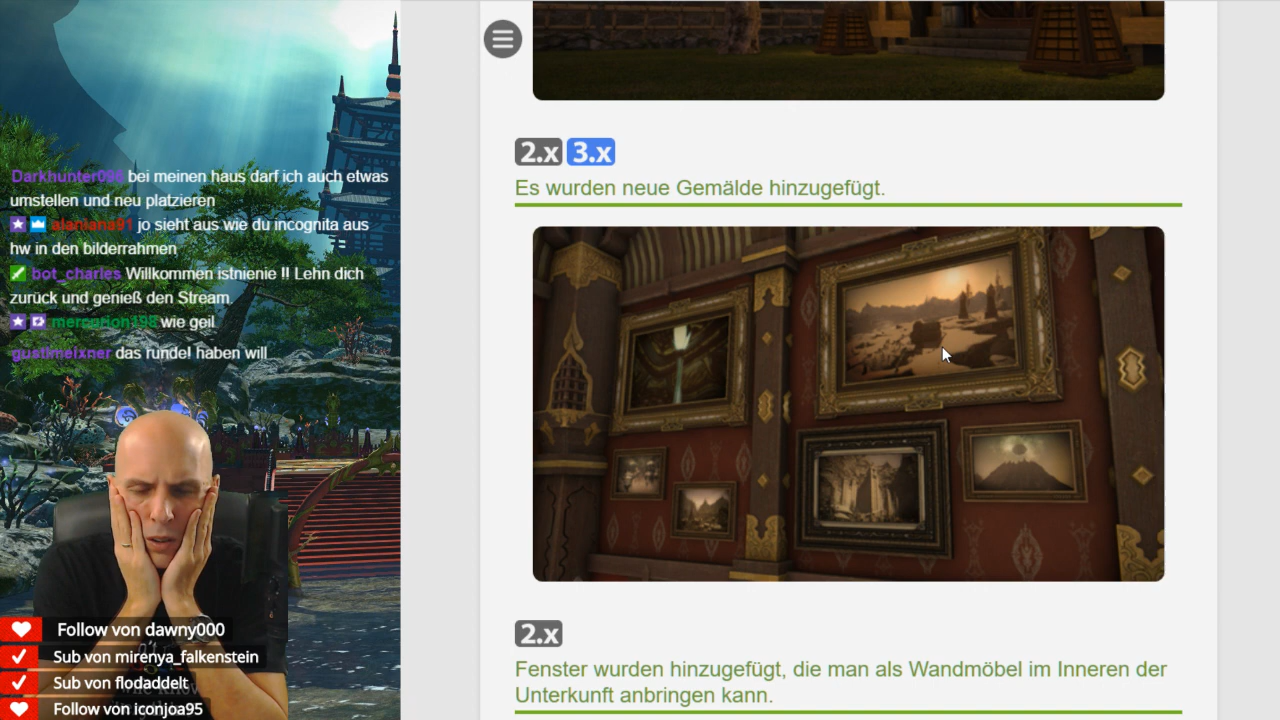 Darkhunter096 bei meinen haus darf ich auch etwas
umstellen und neu platzieren
alaniana91 jo sieht aus wie du incognita aus
hw in den bilderrahmen
bot_charles Willkommen istnienie !! Lehn dich
zurück und genieß den Stream
wie geil
gustlmeixner das rundel haben will
Follow von dawny000
Sub von mirenya_falkenstein
Sub von flodaddelt
Follow von iconjoa95
2.x 3.x
Es wurden neue Gemälde hinzugefügt.
2.x
Fenster wurden hinzugefügt, die man als Wandmöbel im Inneren der
Unterkunft anbringen kann.